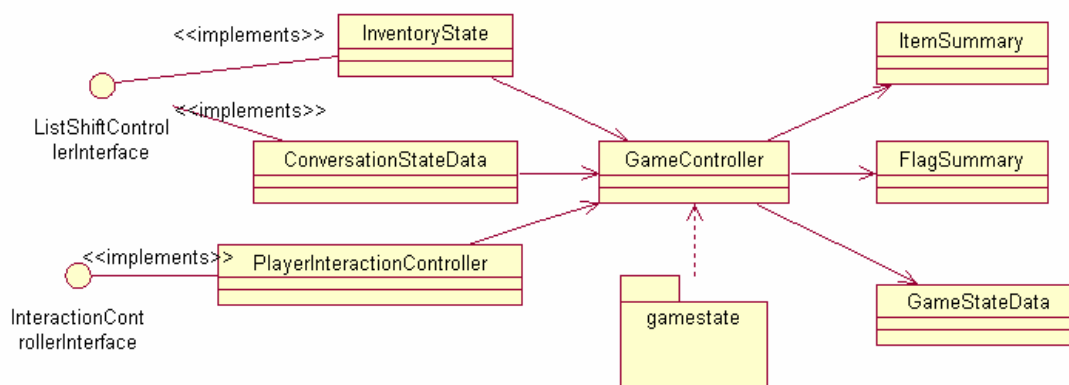 <<implements>>
InventoryState
ItemSummary
<<implements>>
ListShiftControl
lerInterface
ConversationStateData
GameController
FlagSummary
<<implements>>
PlayerInteractionController
InteractionCont
rollerInterface
gamestate
GameStateData